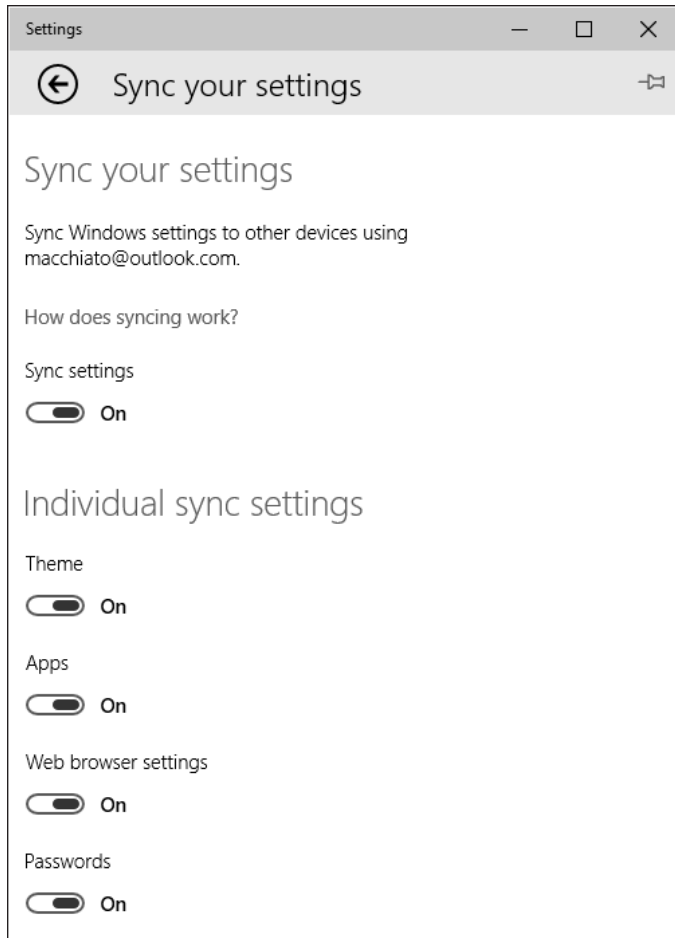 Settings
Sync your settings
Sync your settings
Sync Windows settings to other devices using
macchiato@outlook.com.
How does syncing work?
Sync settings
On
Individual sync settings
Theme
On
Apps
On
Web browser settings
On
Passwords
On